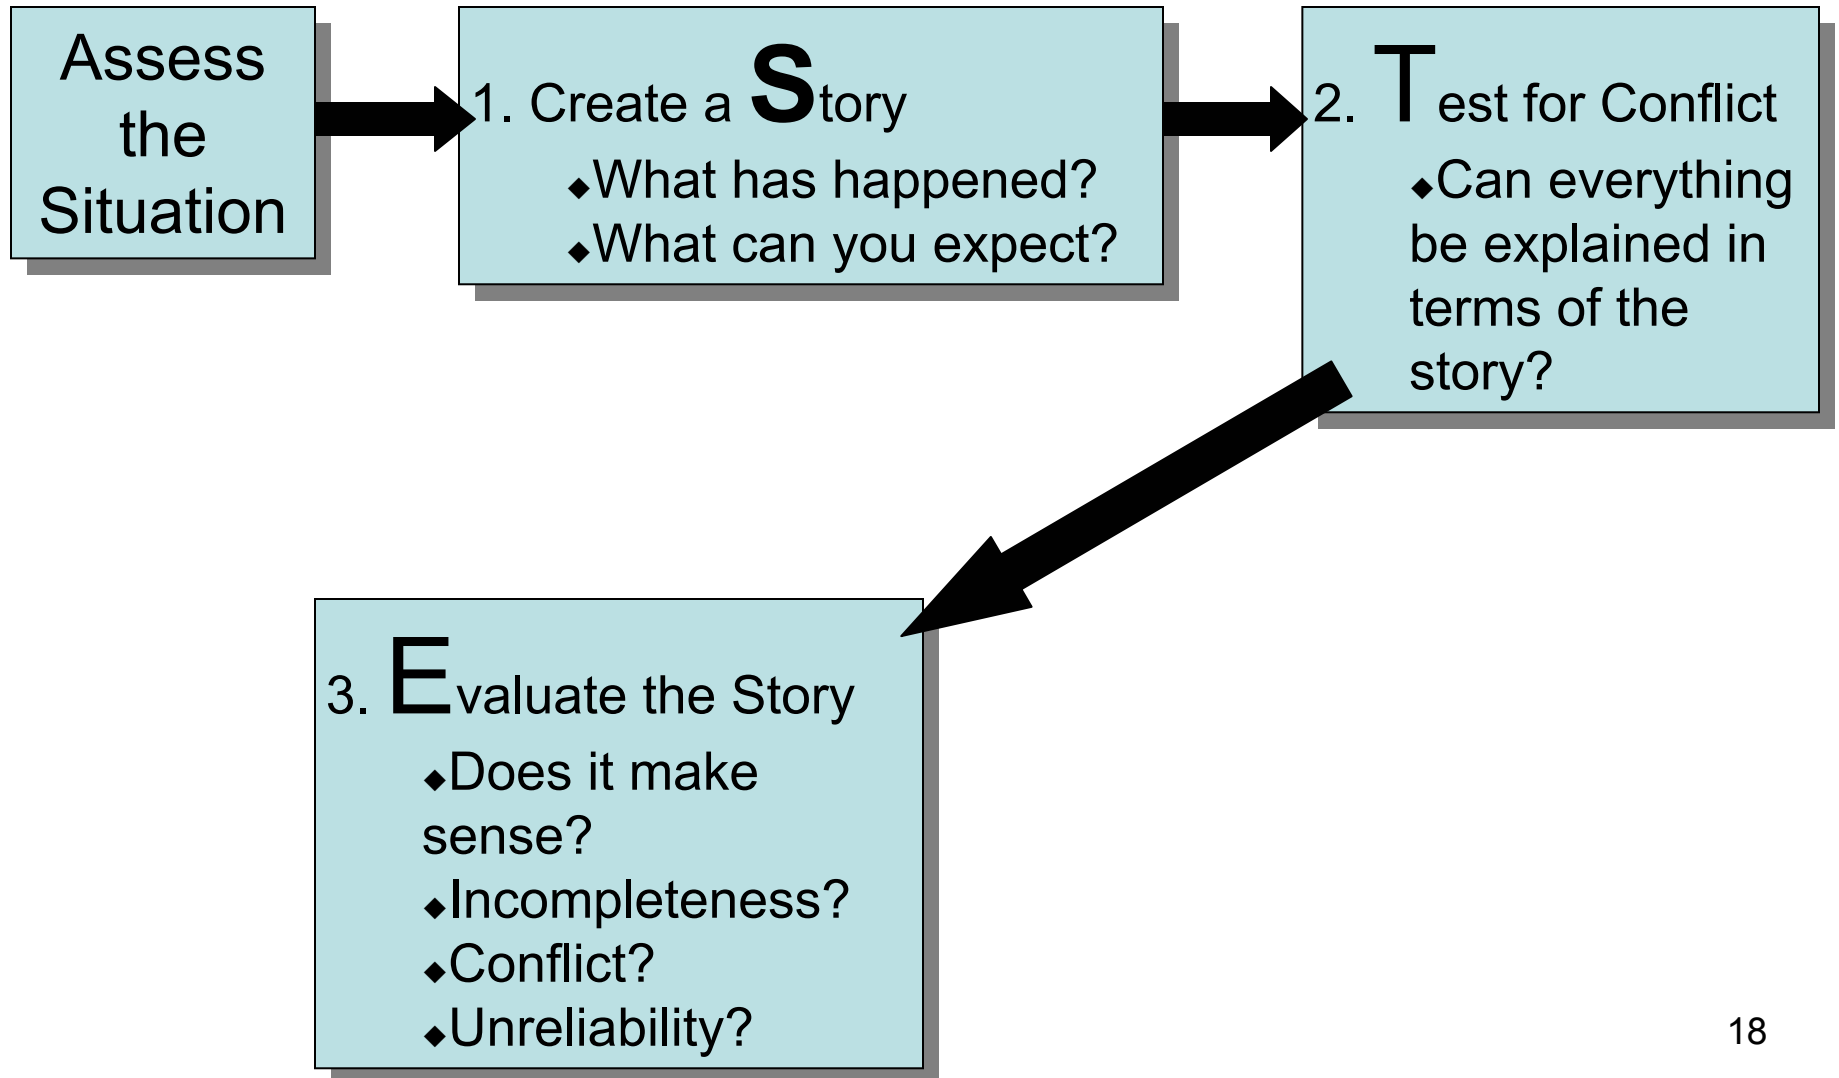 Assess
the
Situation
1. Create a Story
◆What has happened?
◆What can you expect?
2. Test for Conflict
◆Can everything
be explained in
terms of the
story?
3. Evaluate the Story
◆Does it make
sense?
◆Incompleteness?
◆Conflict?
◆Unreliability?
18